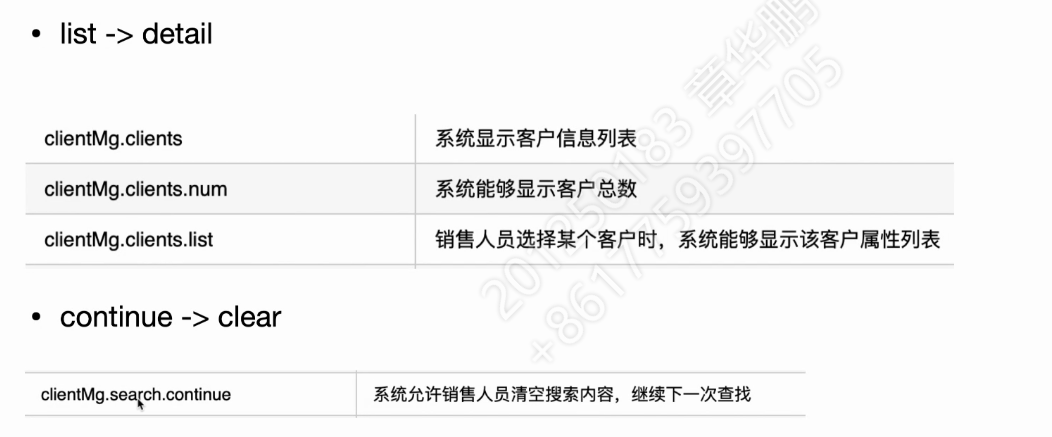 • list -> detail
clientMg.clients 系统显示客户信息列表
clientMg.clients.num 系统能够显示客户总数
clientMg.clients.list 销售人员选择某个客户时，系统能够显示该客户属性列表
• continue -> clear
clientMg.search.continue 系统允许销售人员清空搜索内容，继续下一次查找
章华鹏
+8617759397705